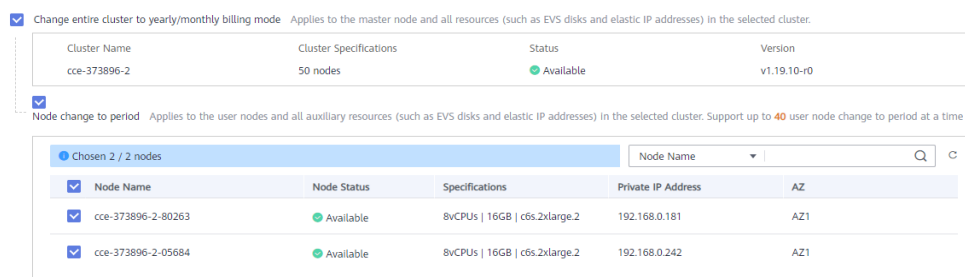 Change entire cluster to yearly/monthly billing mode Applies to the master node and all resources (such as EVS disks and elastic IP addresses) in the selected cluster.
Cluster Name Cluster Specifications Status Version
cce-373896-2 50 nodes Available v1.19.10-r0
Node change to period Applies to the user nodes and all auxiliary resources (such as EVS disks and elastic IP addresses) in the selected cluster. Support up to 40 user node change to period at a time
Chosen 2 / 2 nodes Node Name
Node Name Node Status Specifications Private IP Address AZ
cce-373896-2-80263 Available 8vCPUs | 16GB | c6s.2xlarge.2 192.168.0.181 AZ1
cce-373896-2-05684 Available 8vCPUs | 16GB | c6s.2xlarge.2 192.168.0.242 AZ1